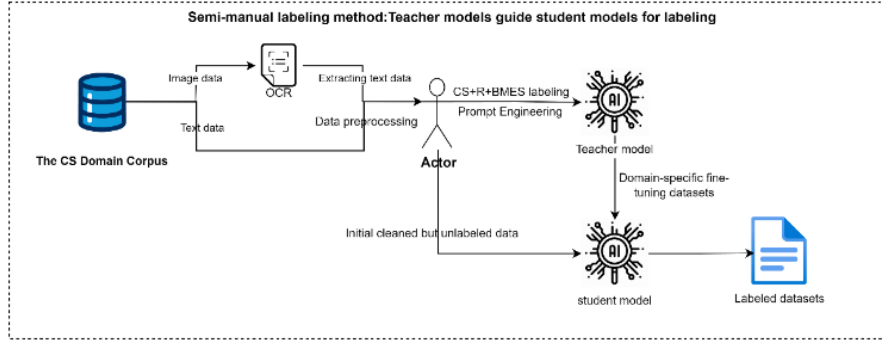 Semi-manual labeling method:Teacher models guide student models for labeling
Image data
OCR
Extracting text data
CS+R+BMES labeling
Prompt Engineering
AI
Text data
Data preprocessing
The CS Domain Corpus
Actor
Teacher model
Domain-specific fine-
tuning datasets
Initial cleaned but unlabeled data
AI
student model
Labeled datasets